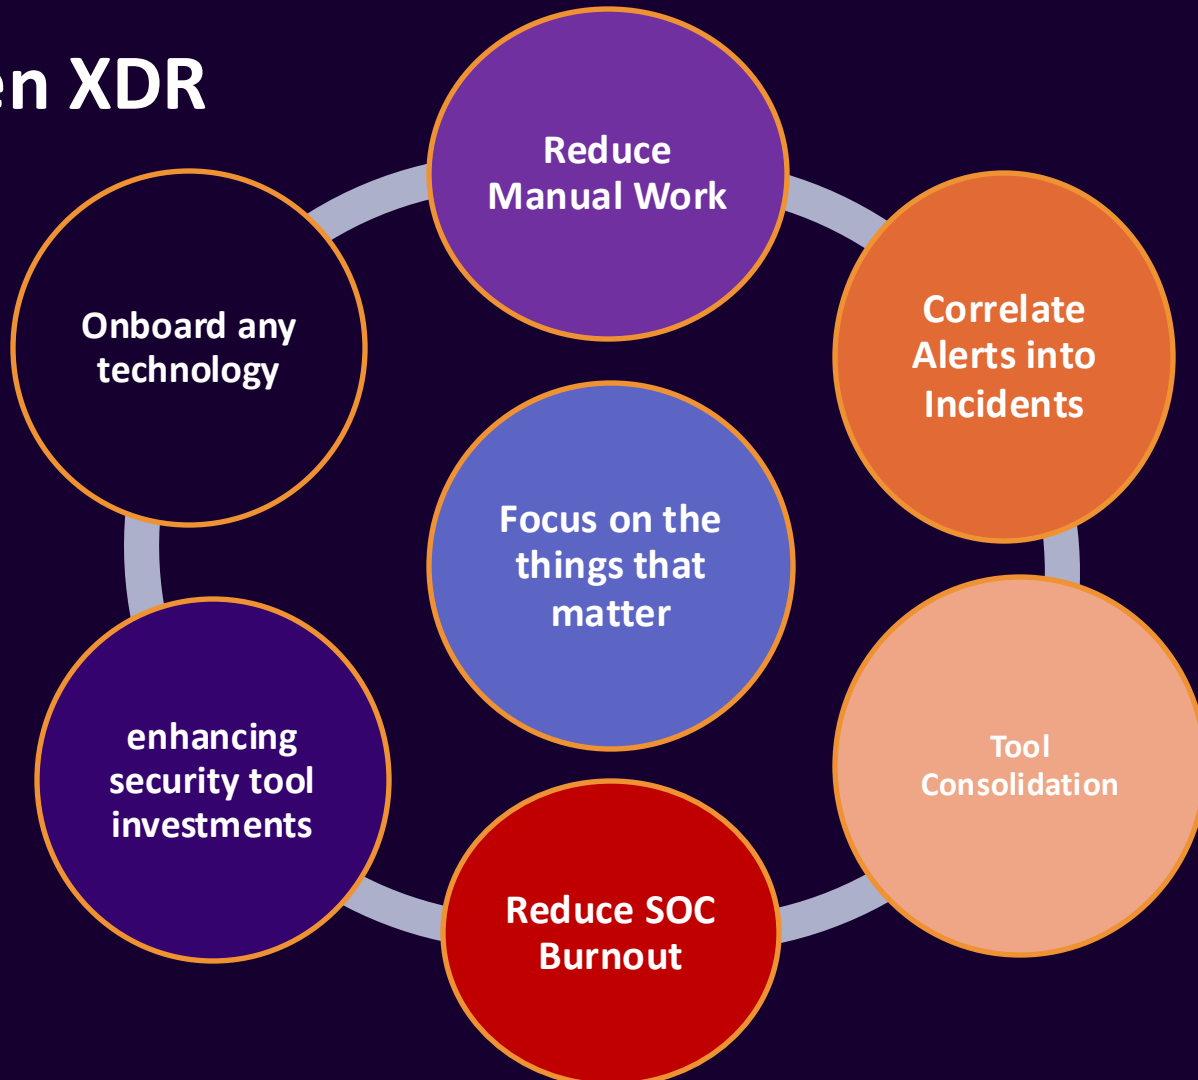 en XDR
Reduce
Manual Work
Correlate
Alerts into
Incidents
Onboard any
technology
Focus on the
things that
matter
Tool
Consolidation
enhancing
security tool
investments
Reduce SOC
Burnout